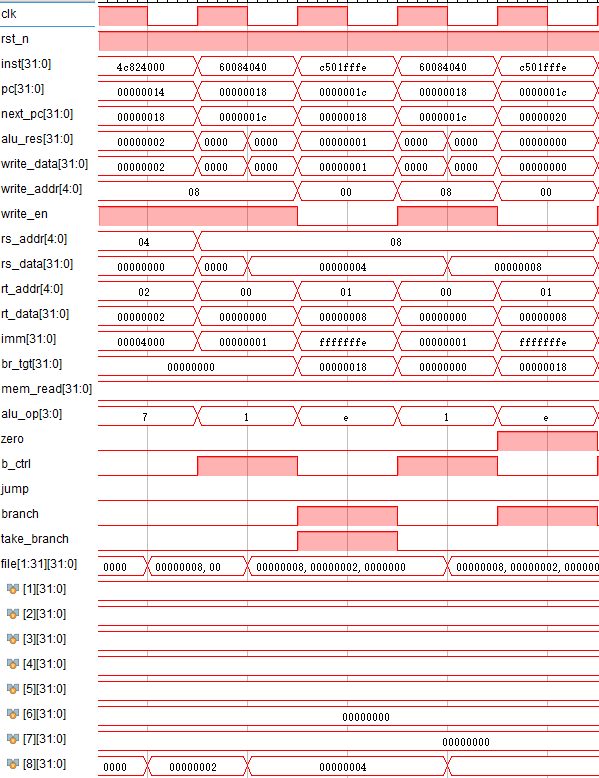 clk
rst_n
inst[31:0] 4c824000 60084040 c501fffe 60084040 c501fffe
pc[31:0] 00000014 00000018 0000001c 00000018 0000001c
next_pc[31:0] 00000018 0000001c 00000018 0000001c 00000020
alu_res[31:0] 00000002 0000 0000 00000001 0000 0000 00000000
write_data[31:0] 00000002 0000 0000 00000001 0000 0000 00000000
write_addr[4:0] 08 00 08 00
write_en
rs_addr[4:0] 04 08
rs_data[31:0] 00000000 0000 00000004 00000008
rt_addr[4:0] 02 00 01 00 01
rt_data[31:0] 00000002 00000000 00000008 00000000 00000008
imm[31:0] 00004000 00000001 fffffffe 00000001 fffffffe
br_tgt[31:0] 00000000 00000018 00000000 00000018
mem_read[31:0]
alu_op[3:0] 7 1 e 1 e
zero
b_ctrl
jump
branch
take_branch
file[1:31][31:0] 0000 00000008,00 00000008,00000002,0000000 00000008,00000002,000000
[1][31:0]
[2][31:0]
[3][31:0]
[4][31:0]
[5][31:0]
[6][31:0] 00000000
[7][31:0] 00000000
[8][31:0] 0000 00000002 00000004